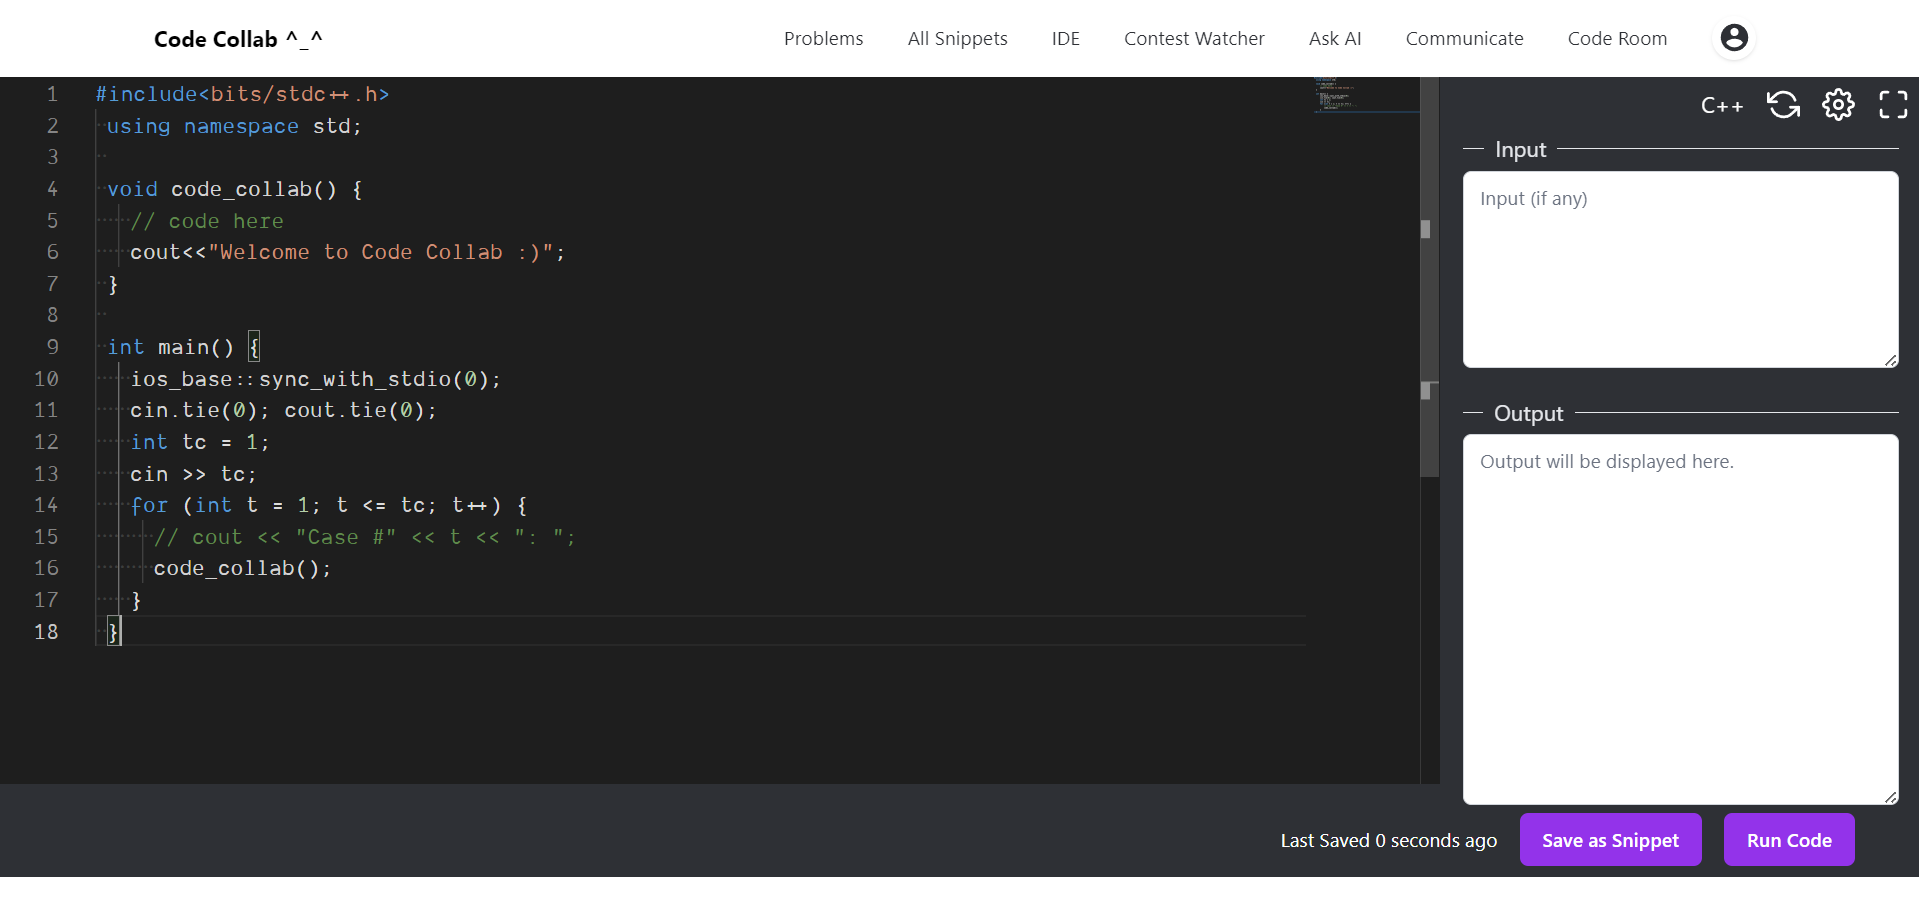 Code Collab ^_^
Problems
All Snippets
IDE
Contest Watcher
Ask AI
Communicate
Code Room
1 #include<bits/stdc++.h>
2 using namespace std;
3
4 void code_collab() {
5 // code here
6 cout<<"Welcome to Code Collab :)";
7 }
8
9 int main() {
10 ios_base::sync_with_stdio(0);
11 cin.tie(0); cout.tie(0);
12 int tc = 1;
13 cin >> tc;
14 for (int t = 1; t <= tc; t++) {
15 // cout << "Case #" << t << ": ";
16 code_collab();
17 }
18 }
C++
Input
Input (if any)
Output
Output will be displayed here.
Last Saved 0 seconds ago
Save as Snippet
Run Code